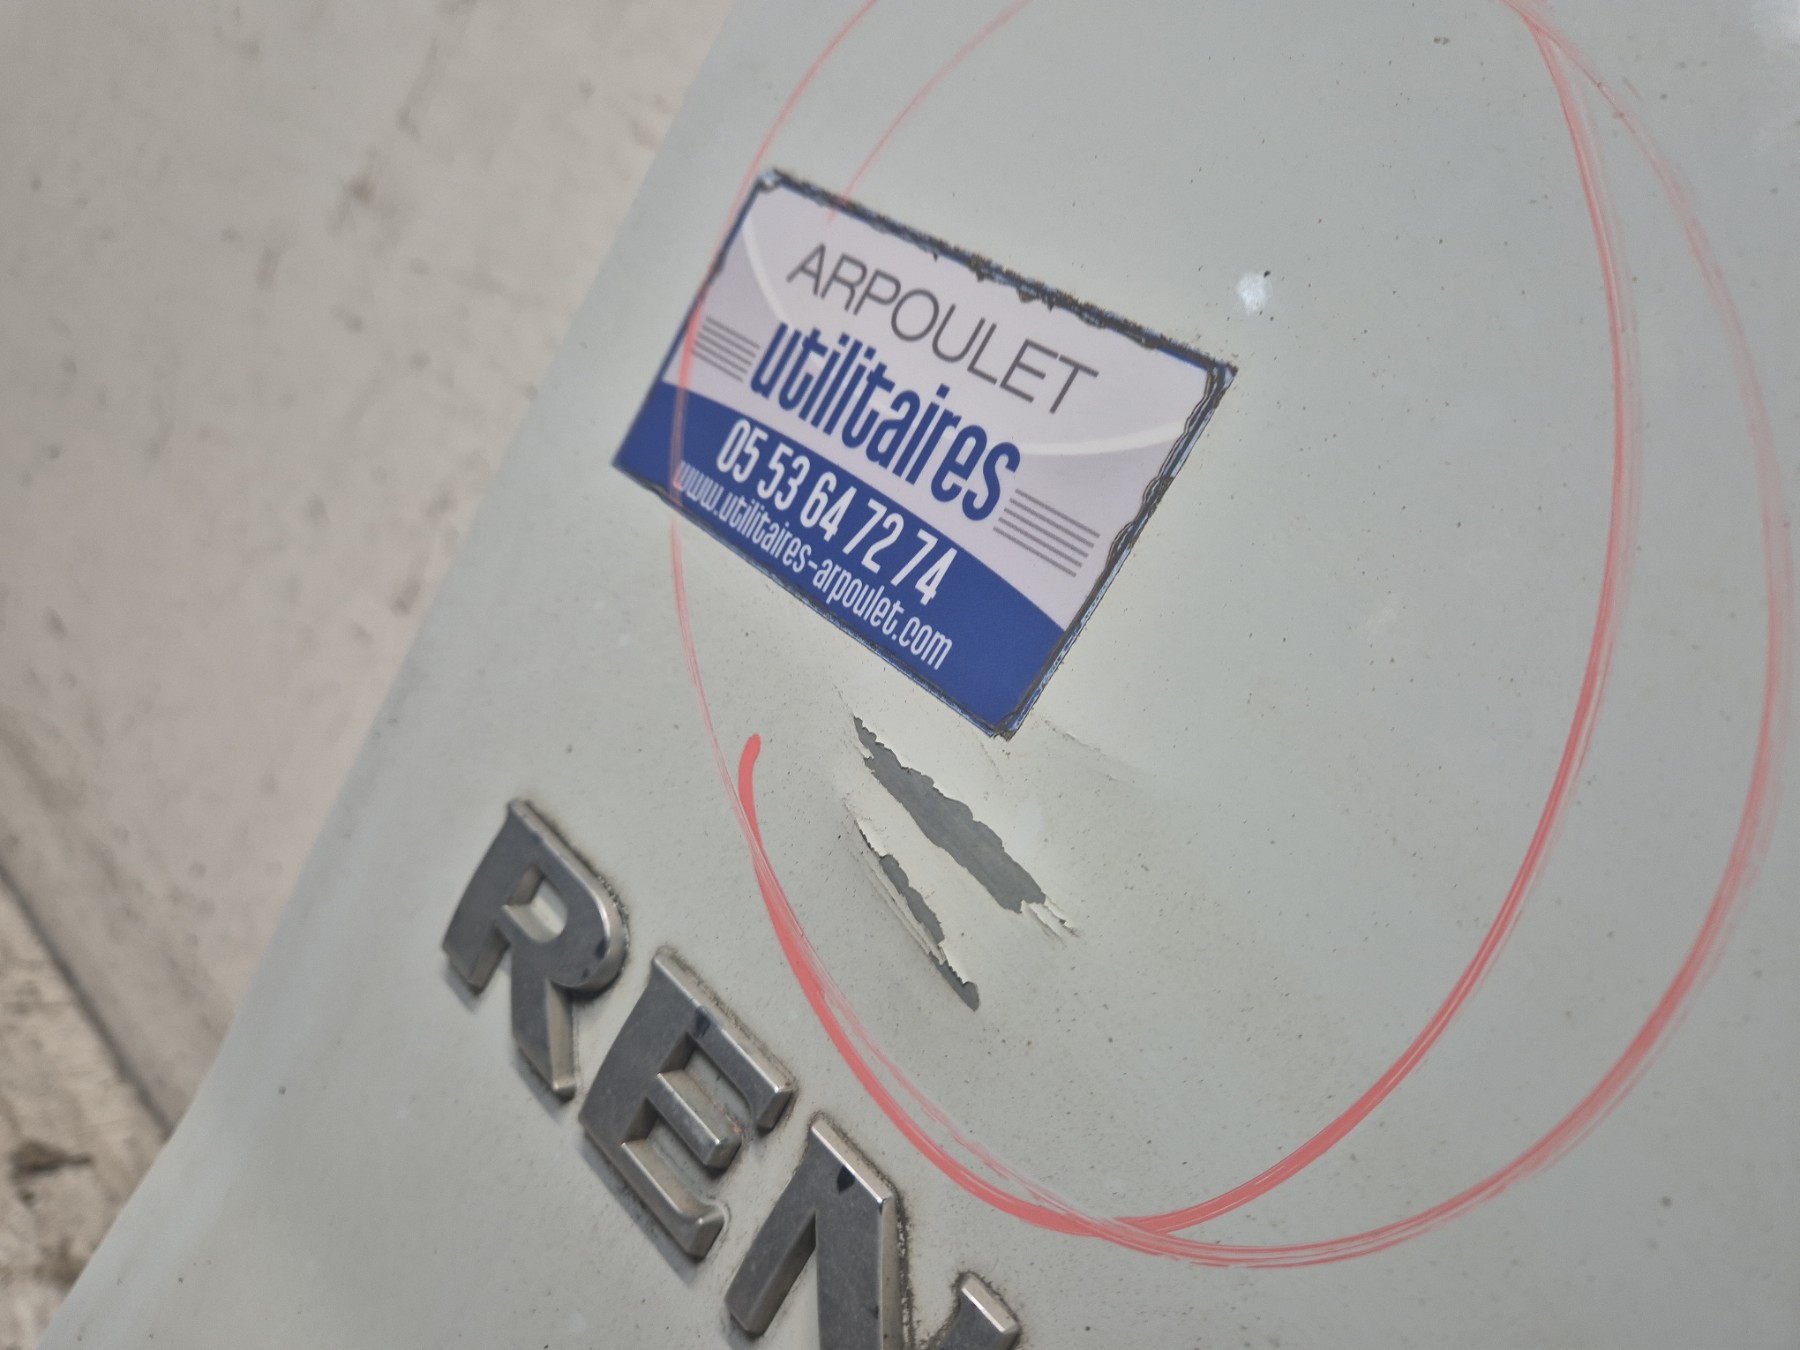 ARPOULET
utilitaires
05 53 64 72 74
www.utilitaires-arpoulet.com
REN